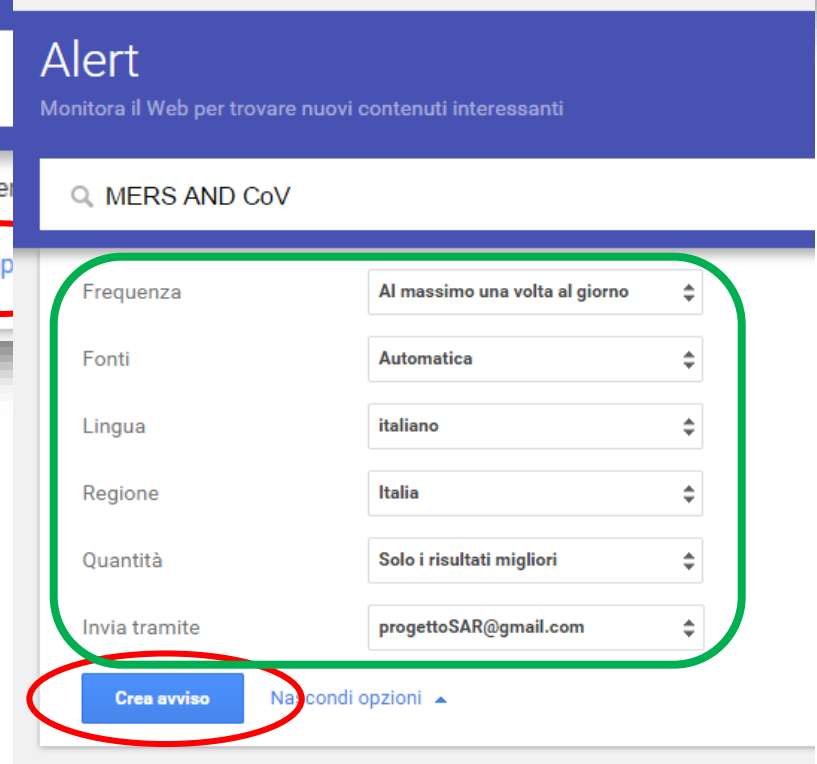 Alert
Monitora il Web per trovare nuovi contenuti interessanti
MERS AND CoV
Frequenza Al massimo una volta al giorno
Fonti Automatica
Lingua italiano
Regione Italia
Quantità Solo i risultati migliori
Invia tramite progettoSAR@gmail.com
Crea avviso Nascondi opzioni